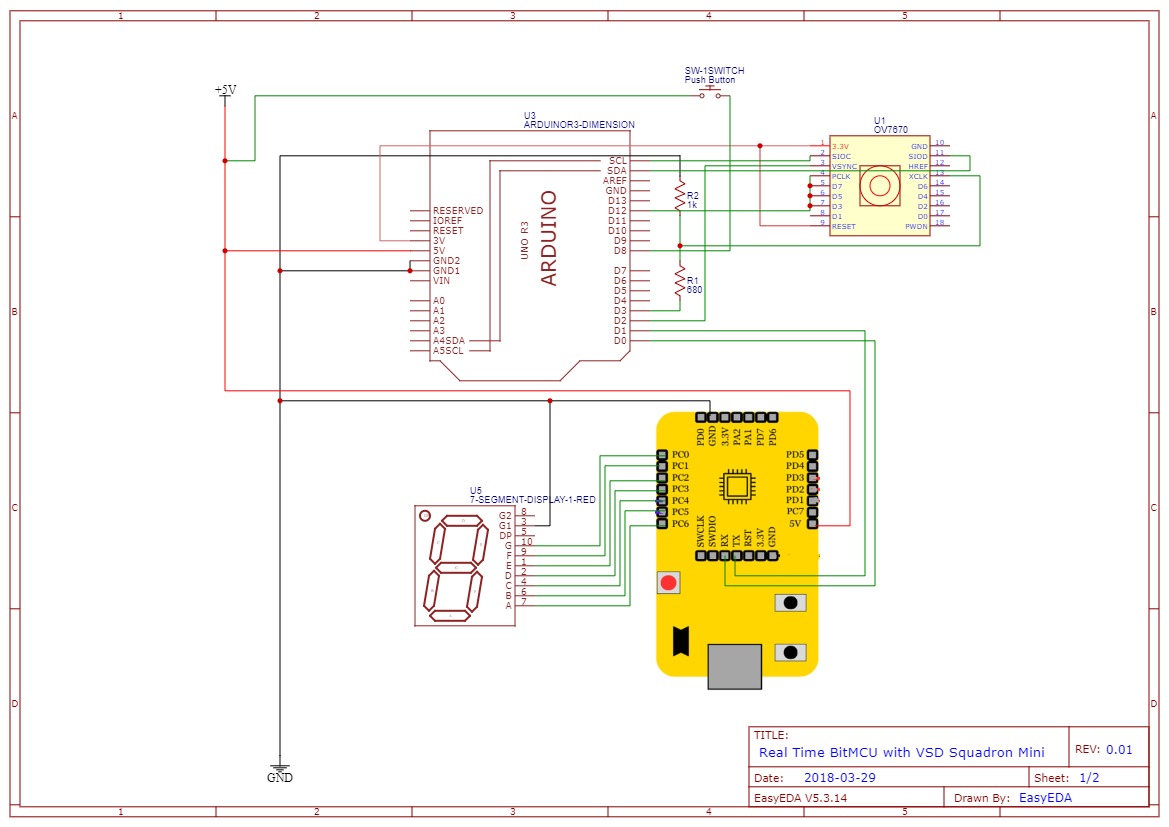 1 2 3 4 5
A
B
C
D
A
B
C
D
1 2 3 4 5
+5V
GND
SW-1SWITCH
Push Button
U3
ARDUINOR3-DIMENSION
RESERVED
IOREF
RESET
3V
5V
GND2
GND1
VIN
A0
A1
A2
A3
A4SDA
A5SCL
UNO R3
ARDUINO
SCL
SDA
AREF
GND
D13
D12
D11
D10
D9
D8
D7
D6
D5
D4
D3
D2
D1
D0
R2
1k
R1
680
U1
OV7670
1 3.3V
2 SIOC
3 VSYNC
4 PCLK
5 D7
6 D5
7 D3
8 D1
9 RESET
GND 10
SIOD 11
HREF 12
XCLK 13
D6 14
D4 15
D2 16
D0 17
PWDN 18
U5
7-SEGMENT-DISPLAY-1-RED
G2 8
G1 3
DP 5
G 10
F 9
E 1
D 2
C 4
B 6
A 7
PD0 GND 3.3V PA2 PA1 PD7 PD6
PC0
PC1
PC2
PC3
PC4
PC5
PC6
PD5
PD4
PD3
PD2
PD1
PC7
5V
SWCLK SWDIO RX TX RST 3.3V GND
TITLE:
Real Time BitMCU with VSD Squadron Mini
REV: 0.01
Date: 2018-03-29
Sheet: 1/2
EasyEDA V5.3.14
Drawn By: EasyEDA